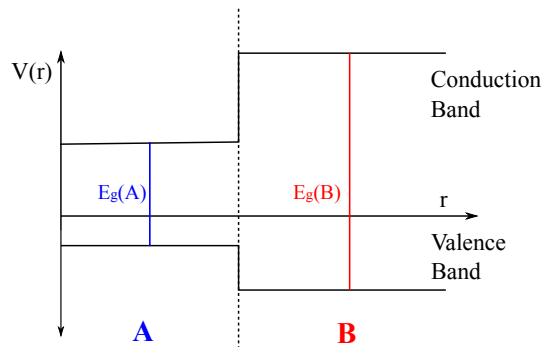 V(r)
Conduction
Band
Eg(A)
Eg(B)
r
Valence
Band
A
B